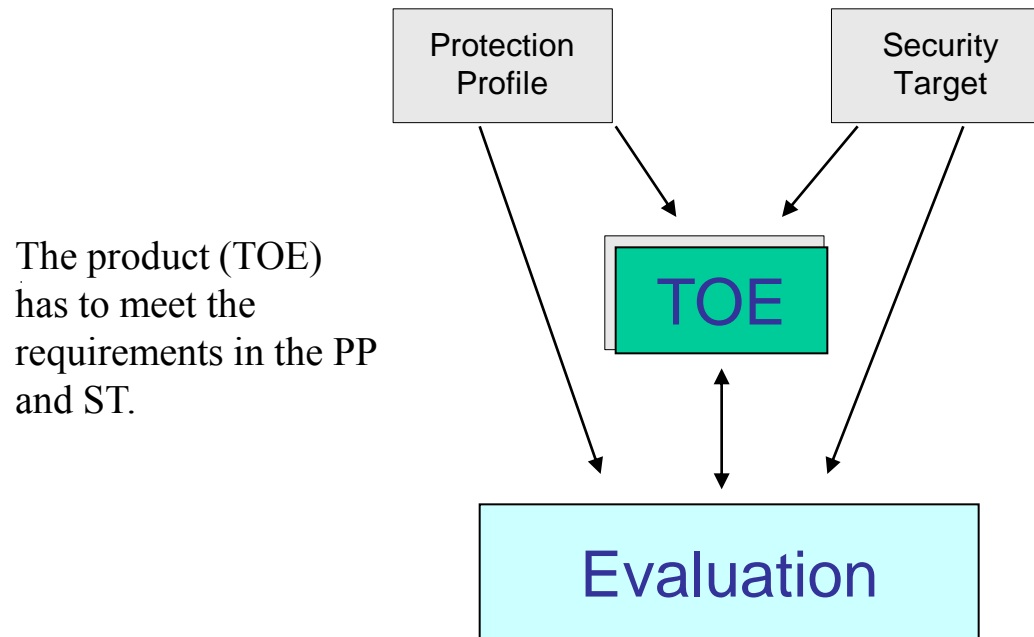 Protection
Profile
Security
Target
The product (TOE)
has to meet the
requirements in the PP
and ST.
TOE
Evaluation